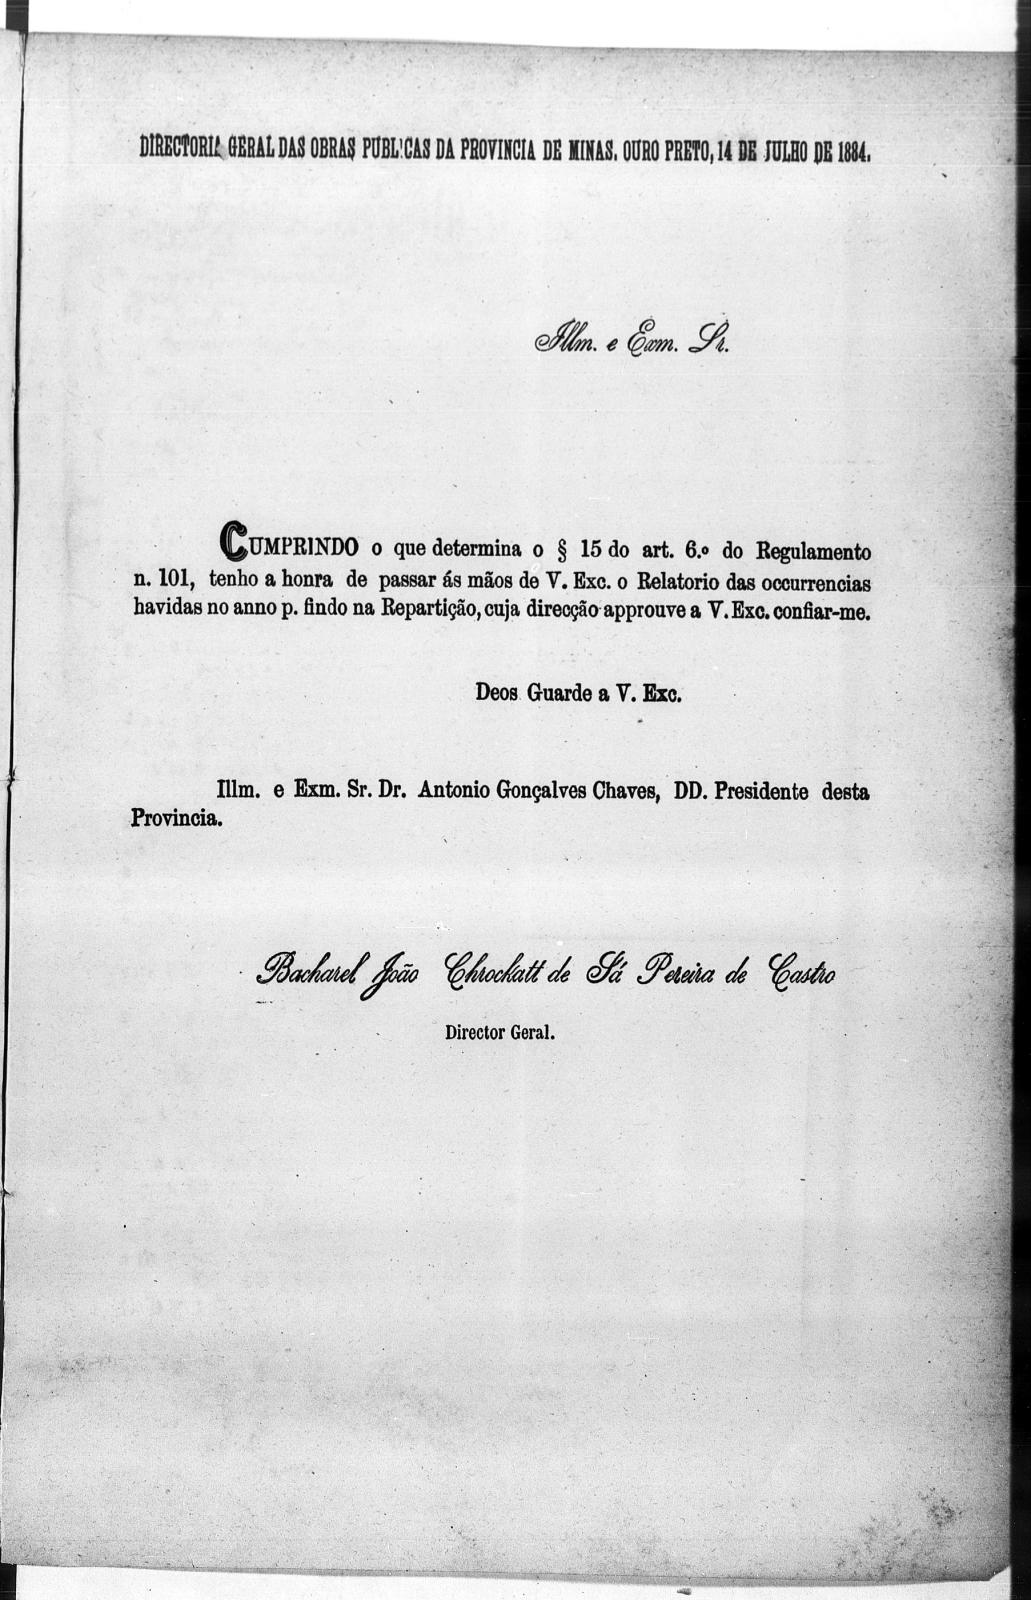 DIRECTORIA GERAL DAS OBRAS PUBLICAS DA PROVINCIA DE MINAS. OURO PRETO, 14 DE JULHO DE 1884.
Illm. e Exm. Sr.
CUMPRINDO o que determina o § 15 do art. 6.º do Regulamento
n. 101, tenho a honra de passar ás mãos de V. Exc. o Relatorio das occurrencias
havidas no anno p. findo na Repartição, cuja direcção approuve a V. Exc. confiar-me.
Deos Guarde a V. Exc.
Illm. e Exm. Sr. Dr. Antonio Gonçalves Chaves, DD. Presidente desta
Provincia.
Bacharel João Chrockatt de Sá Pereira de Castro
Director Geral.